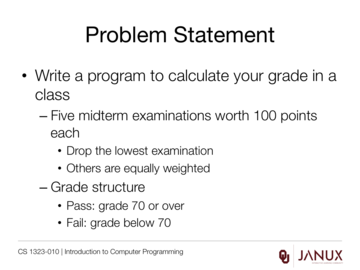 Problem Statement
• Write a program to calculate your grade in a
class
– Five midterm examinations worth 100 points
each
• Drop the lowest examination
• Others are equally weighted
– Grade structure
• Pass: grade 70 or over
• Fail: grade below 70
CS 1323-010 | Introduction to Computer Programming
JANUX